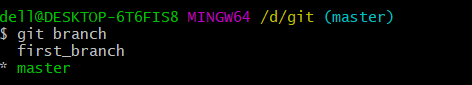 dell@DESKTOP-6T6FIS8 MINGW64 /d/git (master)
$ git branch
  first_branch
* master